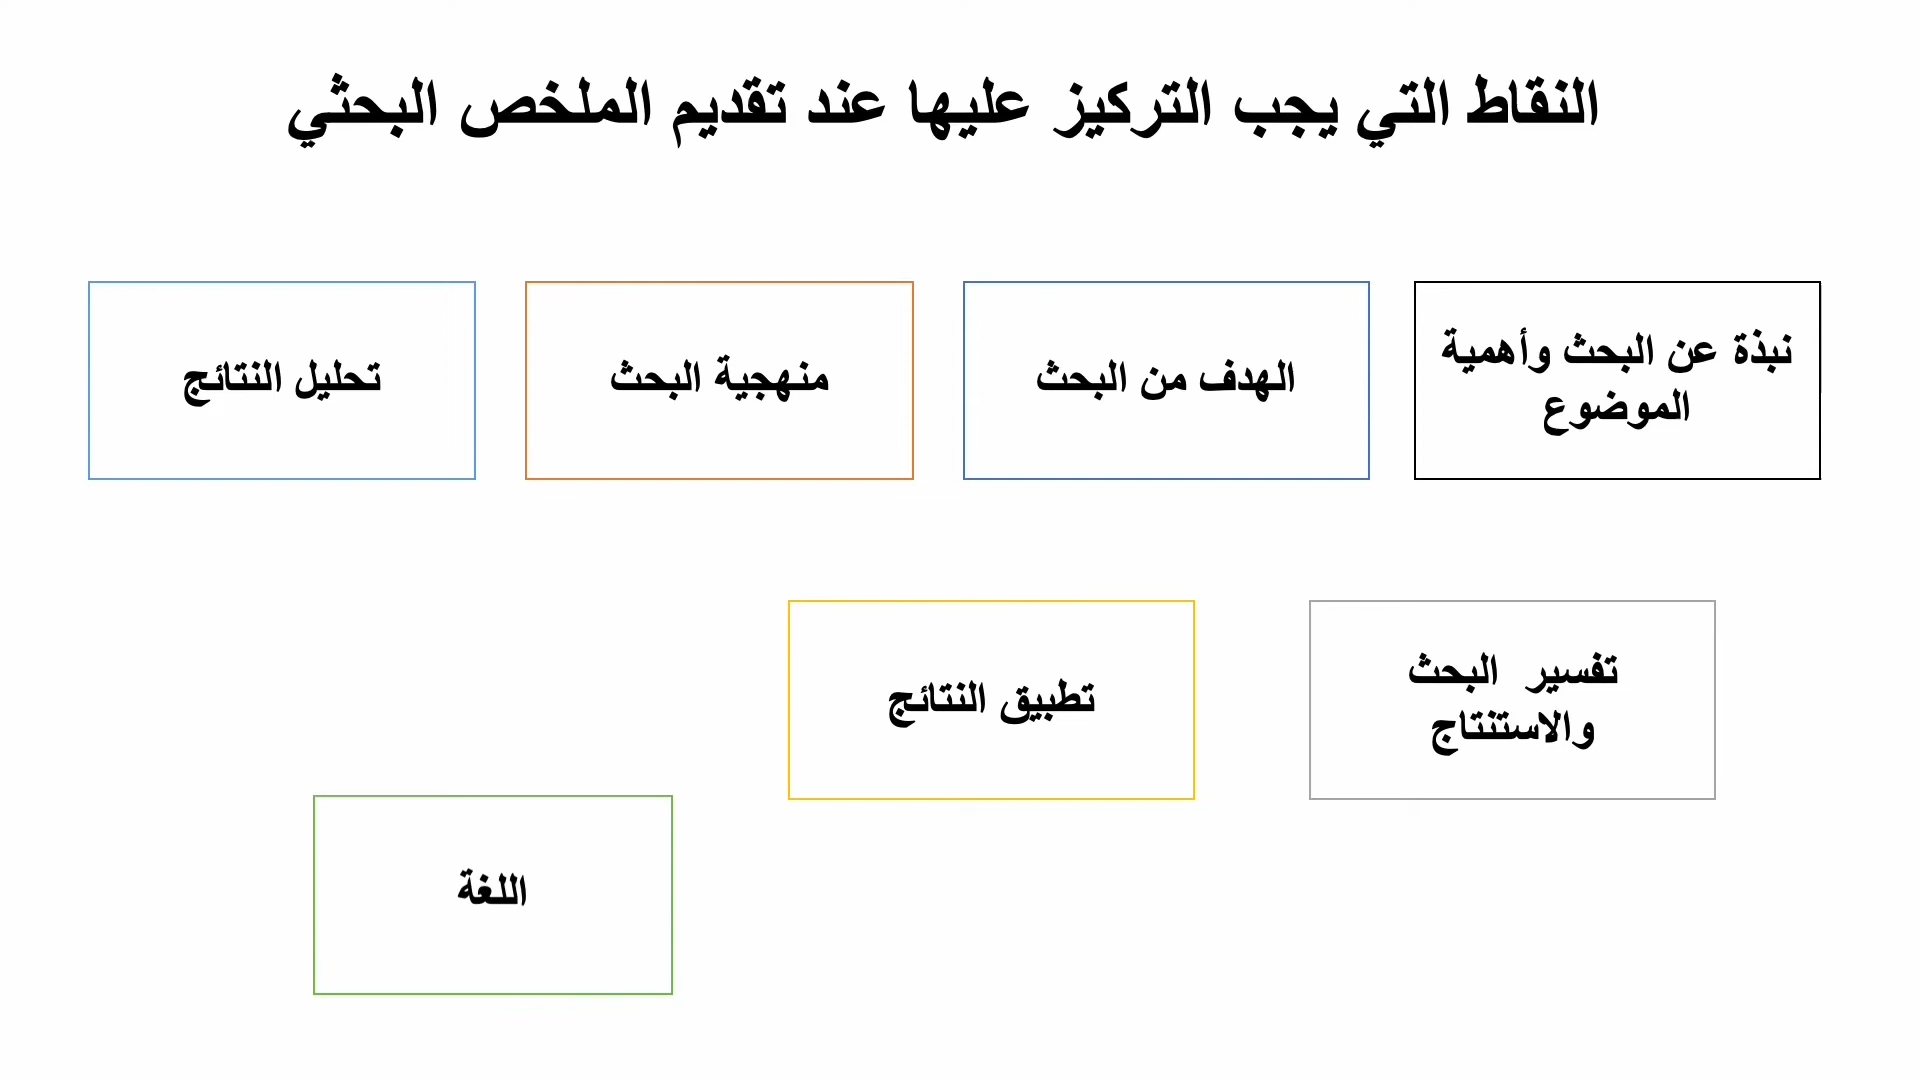 النقاط التي يجب التركيز عليها عند تقديم الملخص البحثي
نبذة عن البحث وأهمية
الموضوع
الهدف من البحث
منهجية البحث
تحليل النتائج
تفسير البحث
والاستنتاج
تطبيق النتائج
اللغة